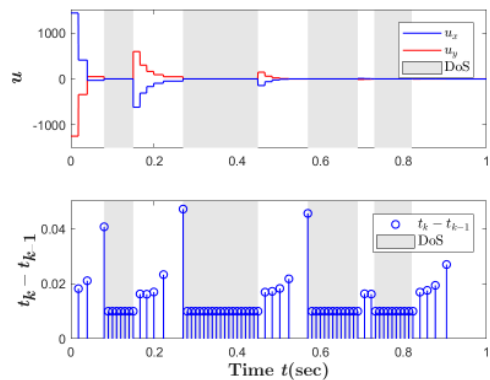 1000
0
-1000
u
u_x
u_y
DoS
0 0.2 0.4 0.6 0.8 1
0.04
0.02
0
t_k − t_{k−1}
t_k − t_{k−1}
DoS
0 0.2 0.4 0.6 0.8 1
Time t(sec)